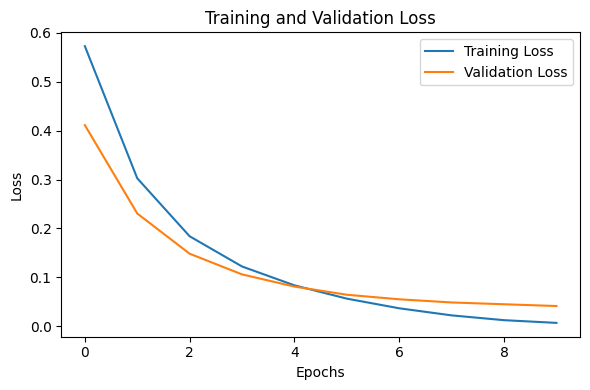 Training and Validation Loss
Training Loss
Validation Loss
Loss
0.6
0.5
0.4
0.3
0.2
0.1
0.0
0 2 4 6 8
Epochs